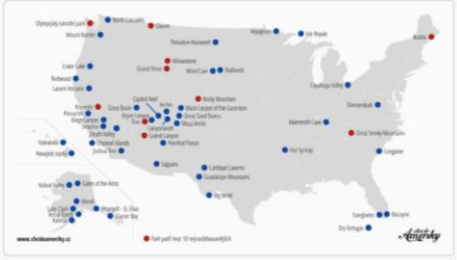 Olympijský národní park
North Cascades
Mount Rainier
Glacier
Voyageurs
Isle Royale
Acadia
Theodore Roosevelt
Yellowstone
Grand Teton
Wind Cave
Badlands
Crater Lake
Redwood
Lassen Volcanic
Cuyahoga Valley
Rocky Mountain
Capitol Reef
Great Basin
Arches
Black Canyon of the Gunnison
Yosemite
Bryce Canyon
Great Sand Dunes
Shenandoah
Pinnacles
Zion
Mesa Verde
Kings Canyon
Canyonlands
Mammoth Cave
Sequoia
Death Valley
Grand Canyon
Great Smoky Mountains
Channel Islands
Petrified Forest
Haleakala
Joshua Tree
Hot Springs
Congaree
Havajské sopky
Saguaro
Carlsbad Caverns
Guadalupe Mountains
Kobuk Valley
Gates of the Arctic
Big Bend
Denali
Lake Clark
Wrangell - St. Elias
Everglades
Biscayne
Kenai Fjords
Glacier Bay
Katmai
Dry Tortugas
www.chutoameriky.cz
Park patří mezi 10 nejnavštěvovanějších
Ameriky